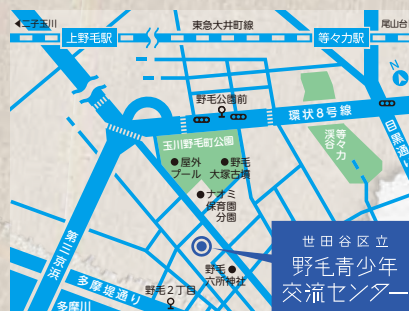 ◀二子玉川
東急大井町線
尾山台
上野毛駅
等々力駅
N
野毛公園前
環状8号線
目黒通り
玉川野毛町公園
等々力
渓谷
●屋外
プール
●野毛
大塚古墳
●ナオミ
保育園
分園
第三京浜
世田谷区立
野毛青少年
交流センター
野毛●
六所神社
多摩堤通り
野毛2丁目
多摩川